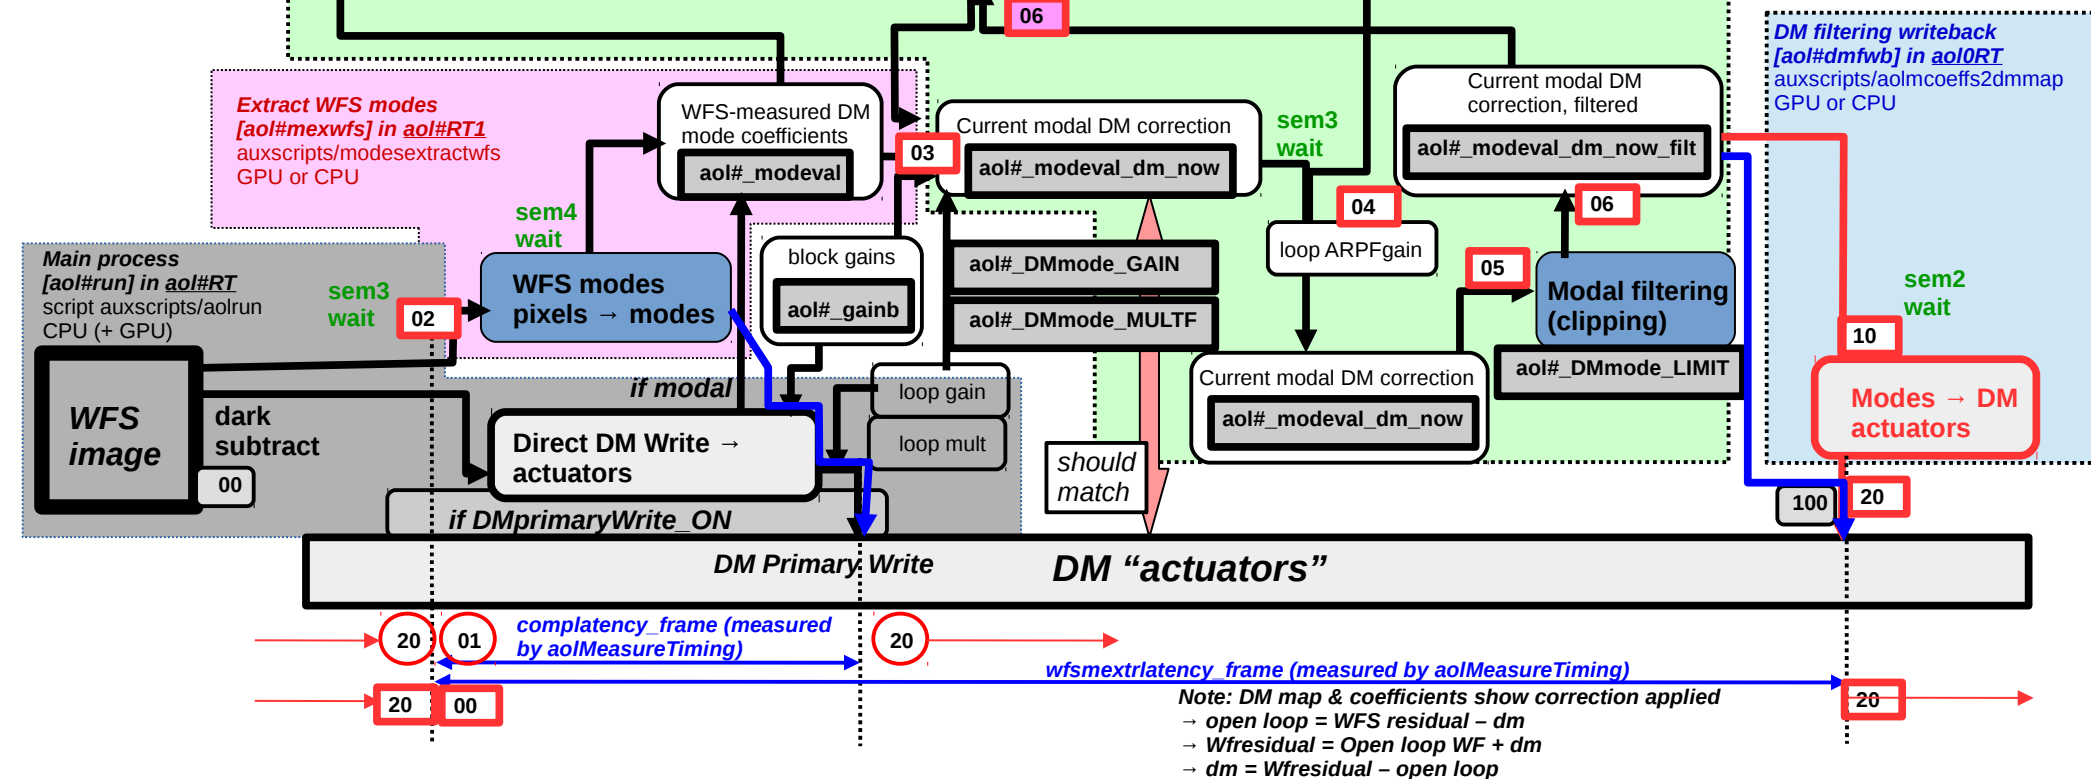 06
DM filtering writeback
[aol#dmfwb] in aol0RT
auxscripts/aolmcoeffs2dmmap
GPU or CPU
Extract WFS modes
[aol#mexwfs] in aol#RT1
auxscripts/modesextractwfs
GPU or CPU
WFS-measured DM
mode coefficients
aol#_modeval
03
Current modal DM correction
aol#_modeval_dm_now
sem3
wait
Current modal DM
correction, filtered
aol#_modeval_dm_now_filt
04
06
sem4
wait
Main process
[aol#run] in aol#RT
script auxscripts/aolrun
CPU (+ GPU)
sem3
wait
02
WFS modes
pixels → modes
block gains
aol#_gainb
aol#_DMmode_GAIN
aol#_DMmode_MULTF
loop ARPFgain
05
Modal filtering
(clipping)
aol#_DMmode_LIMIT
sem2
wait
10
Modes → DM
actuators
WFS
image
dark
subtract
00
if modal
Direct DM Write →
actuators
loop gain
loop mult
if DMprimaryWrite_ON
should
match
Current modal DM correction
aol#_modeval_dm_now
100
20
DM Primary Write
DM “actuators”
20
01
complatency_frame (measured
by aolMeasureTiming)
20
wfsmextrlatency_frame (measured by aolMeasureTiming)
20
00
20
Note: DM map & coefficients show correction applied
→ open loop = WFS residual – dm
→ Wfresidual = Open loop WF + dm
→ dm = Wfresidual – open loop